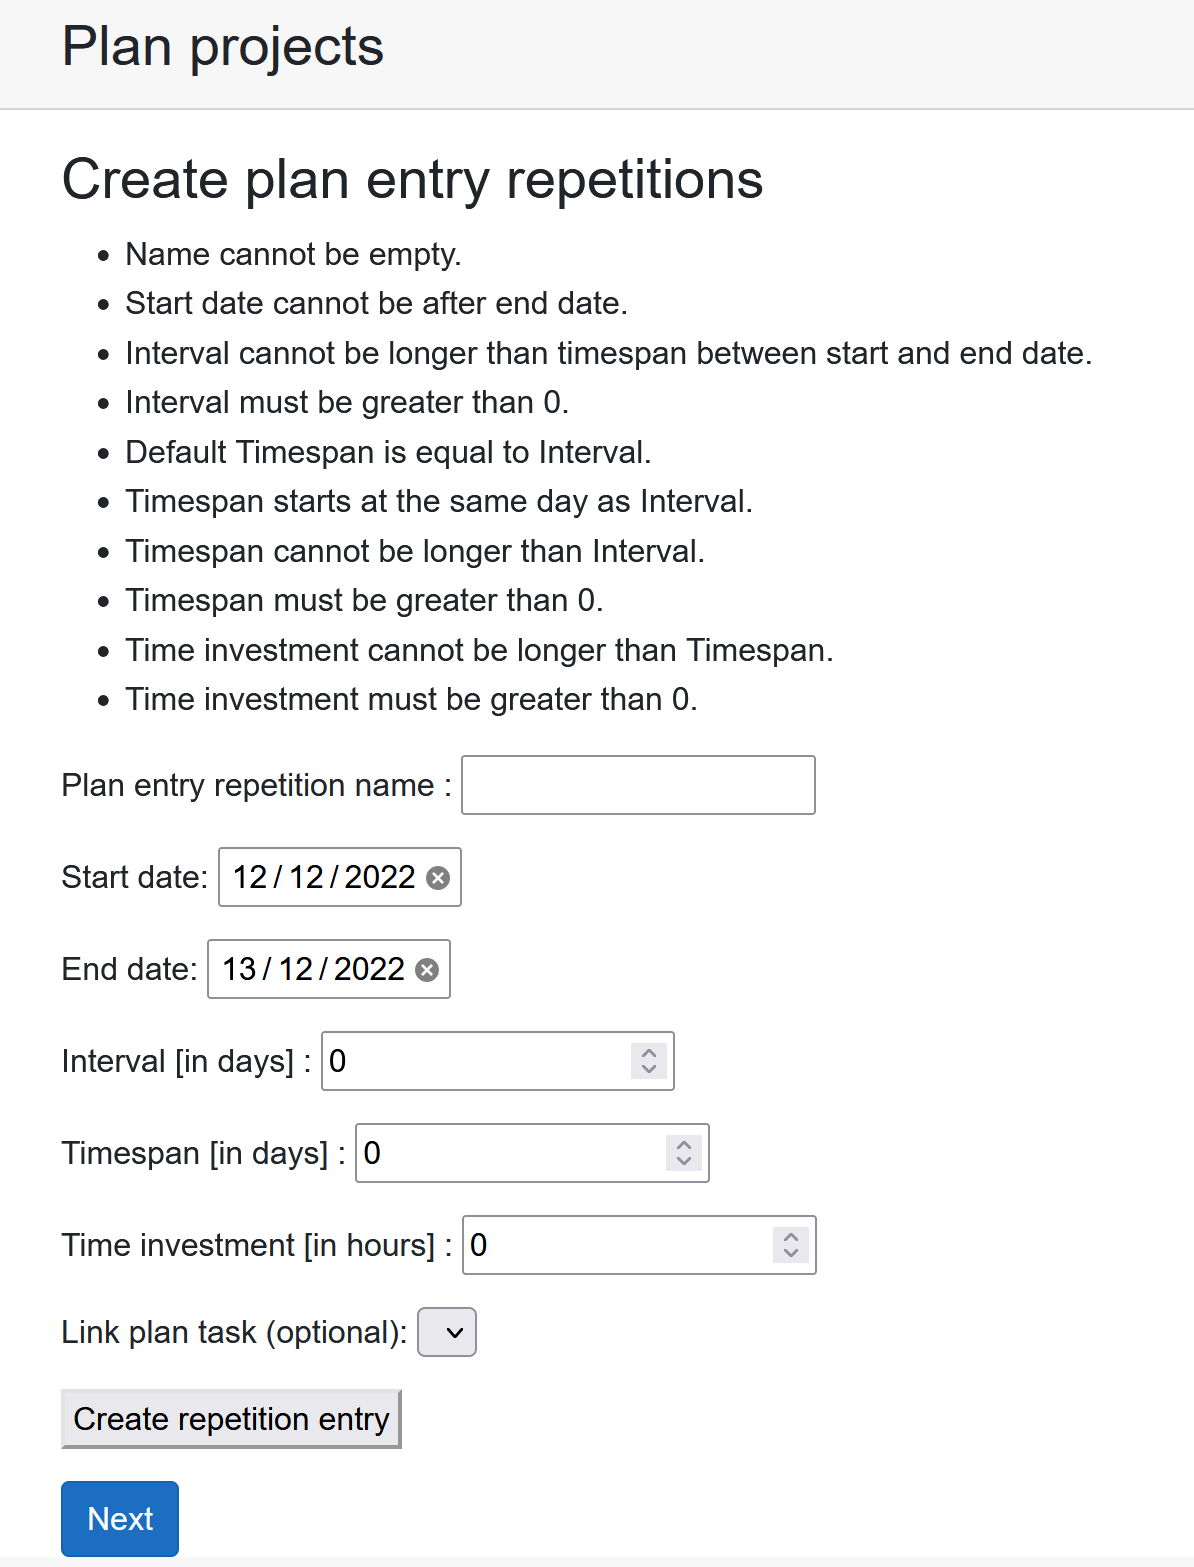 Plan projects
Create plan entry repetitions
• Name cannot be empty.
• Start date cannot be after end date.
• Interval cannot be longer than timespan between start and end date.
• Interval must be greater than 0.
• Default Timespan is equal to Interval.
• Timespan starts at the same day as Interval.
• Timespan cannot be longer than Interval.
• Timespan must be greater than 0.
• Time investment cannot be longer than Timespan.
• Time investment must be greater than 0.
Plan entry repetition name :
Start date: 12 / 12 / 2022
End date: 13 / 12 / 2022
Interval [in days] : 0
Timespan [in days] : 0
Time investment [in hours] : 0
Link plan task (optional):
Create repetition entry
Next